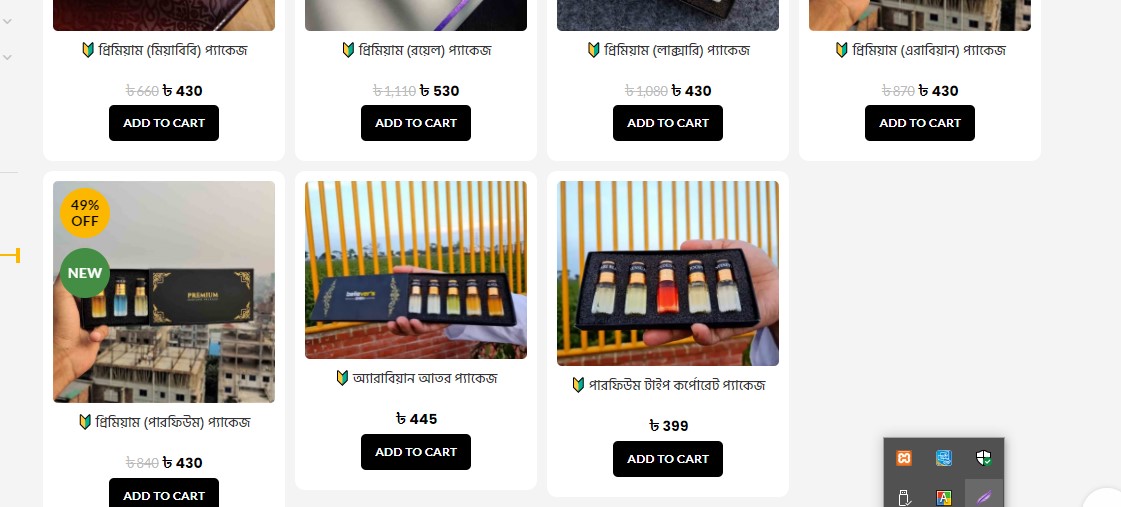 🔰 প্রিমিয়াম (মিয়াবিবি) প্যাকেজ
৳ 660 ৳ 430
ADD TO CART
🔰 প্রিমিয়াম (রয়েল) প্যাকেজ
৳ 1,110 ৳ 530
ADD TO CART
🔰 প্রিমিয়াম (লাক্সারি) প্যাকেজ
৳ 1,080 ৳ 430
ADD TO CART
🔰 প্রিমিয়াম (এরাবিয়ান) প্যাকেজ
৳ 870 ৳ 430
ADD TO CART
49%
OFF
NEW
PREMIUM
🔰 প্রিমিয়াম (পারফিউম) প্যাকেজ
৳ 840 ৳ 430
ADD TO CART
believer's
🔰 অ্যারাবিয়ান আতর প্যাকেজ
৳ 445
ADD TO CART
🔰 পারফিউম টাইপ কর্পোরেট প্যাকেজ
৳ 399
ADD TO CART